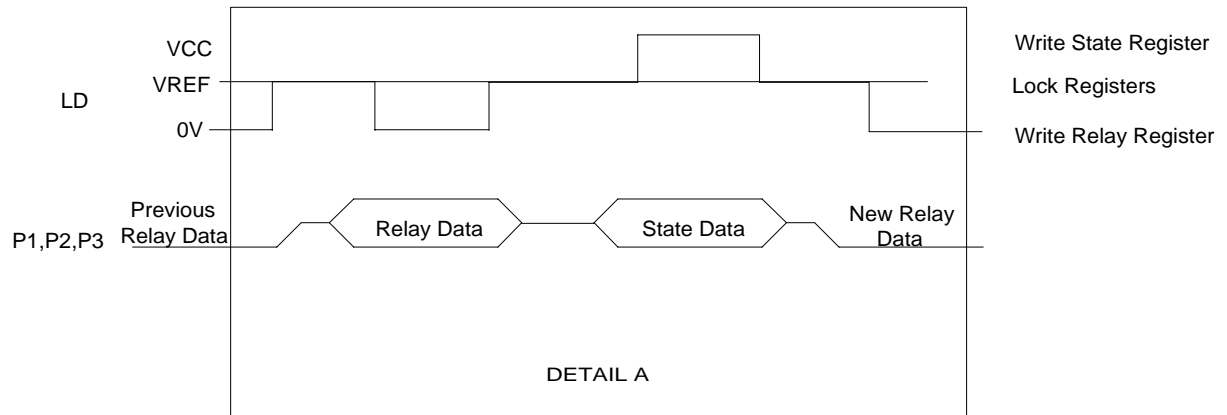 VCC
Write State Register
VREF
Lock Registers
LD
0V
Write Relay Register
Previous
Relay Data
P1,P2,P3
Relay Data
State Data
New Relay
Data
DETAIL A